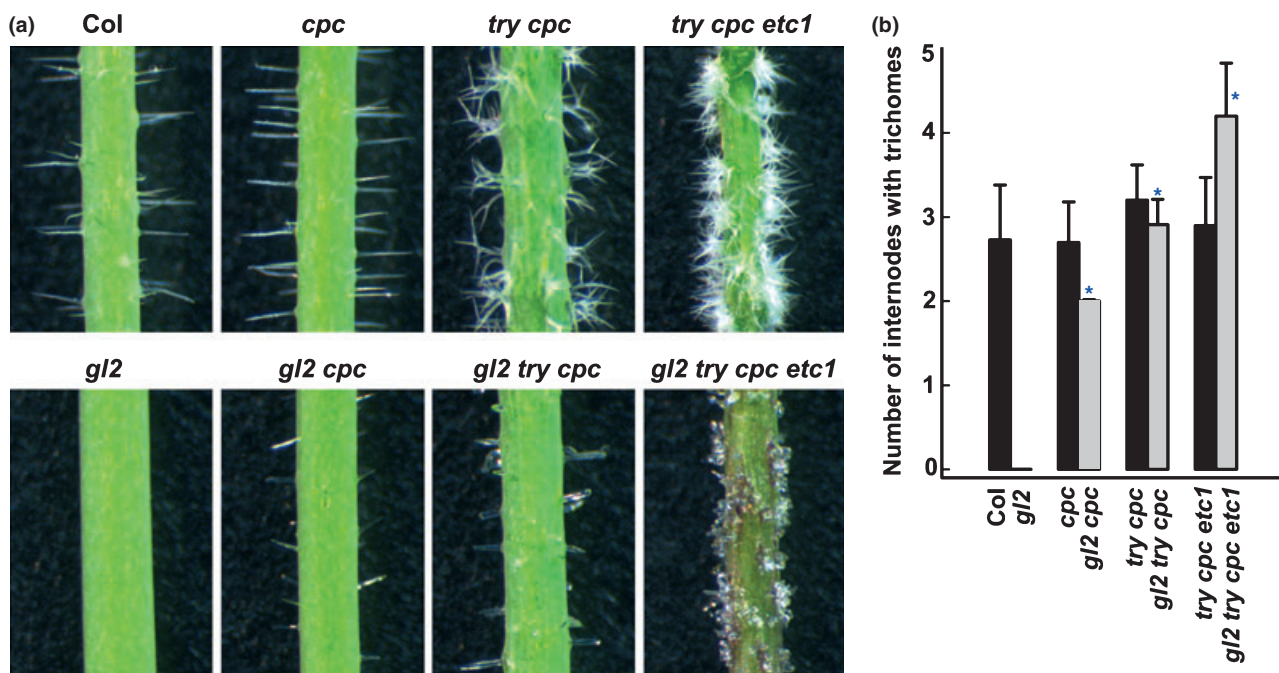 (a)
Col
cpc
try cpc
try cpc etc1
gl2
gl2 cpc
gl2 try cpc
gl2 try cpc etc1
(b)
Number of internodes with trichomes
5
4
3
2
1
0
*
*
*
Col
gl2
cpc
gl2 cpc
try cpc
gl2 try cpc
try cpc etc1
gl2 try cpc etc1